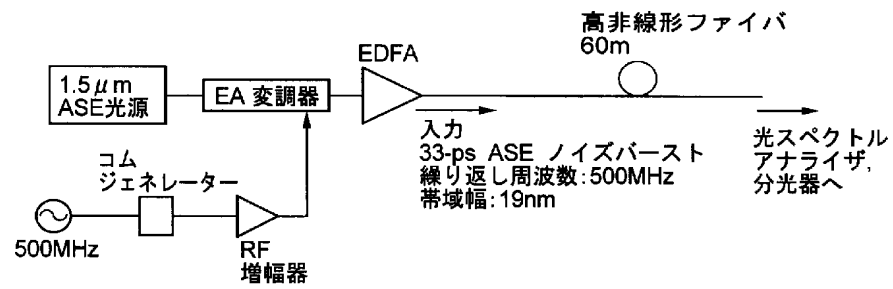 高非線形ファイバ
60m
EDFA
1.5μm
ASE光源
EA 変調器
入力
33-ps ASE ノイズバースト
繰り返し周波数:500MHz
帯域幅:19nm
光スペクトル
アナライザ,
分光器へ
コム
ジェネレーター
500MHz
RF
増幅器